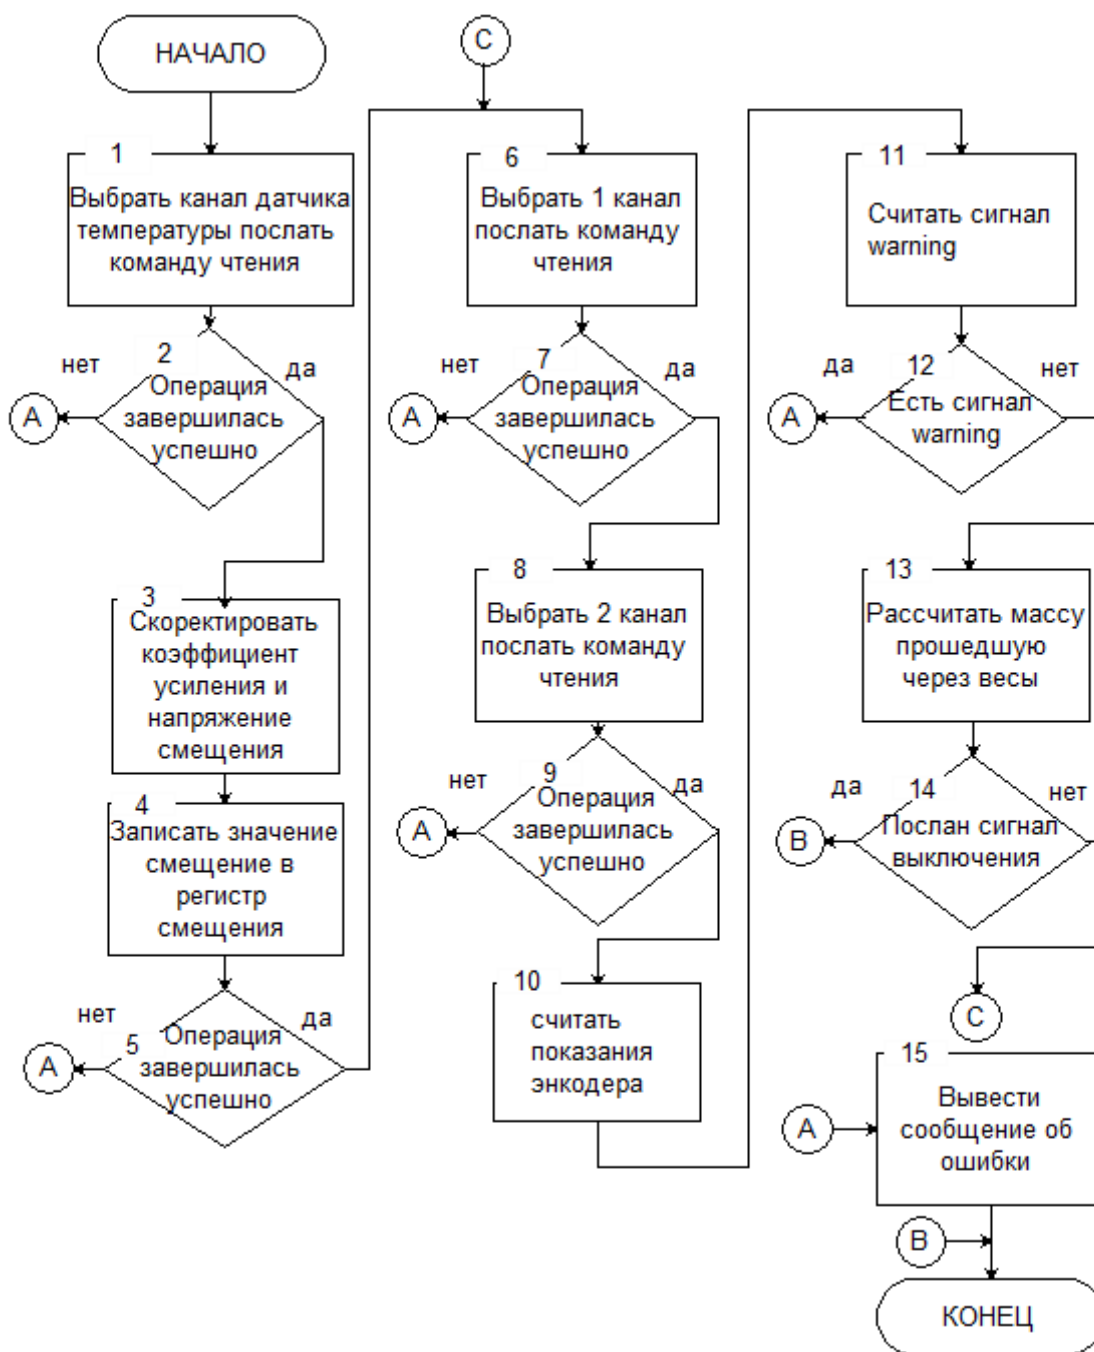 НАЧАЛО
1
Выбрать канал датчика
температуры послать
команду чтения
2
нет
да
Операция
завершилась
успешно
A
3
Скоректировать
коэффициент
усиления и
напряжение
смещения
4
Записать значение
смещение в
регистр
смещения
5
нет
да
Операция
завершилась
успешно
A
C
6
Выбрать 1 канал
послать команду
чтения
7
нет
да
Операция
завершилась
успешно
A
8
Выбрать 2 канал
послать команду
чтения
9
нет
да
Операция
завершилась
успешно
A
10
считать
показания
энкодера
11
Считать сигнал
warning
12
да
нет
Есть сигнал
warning
A
13
Рассчитать массу
прошедшую
через весы
14
да
нет
Послан сигнал
выключения
B
C
15
Вывести
сообщение об
ошибки
A
B
КОНЕЦ